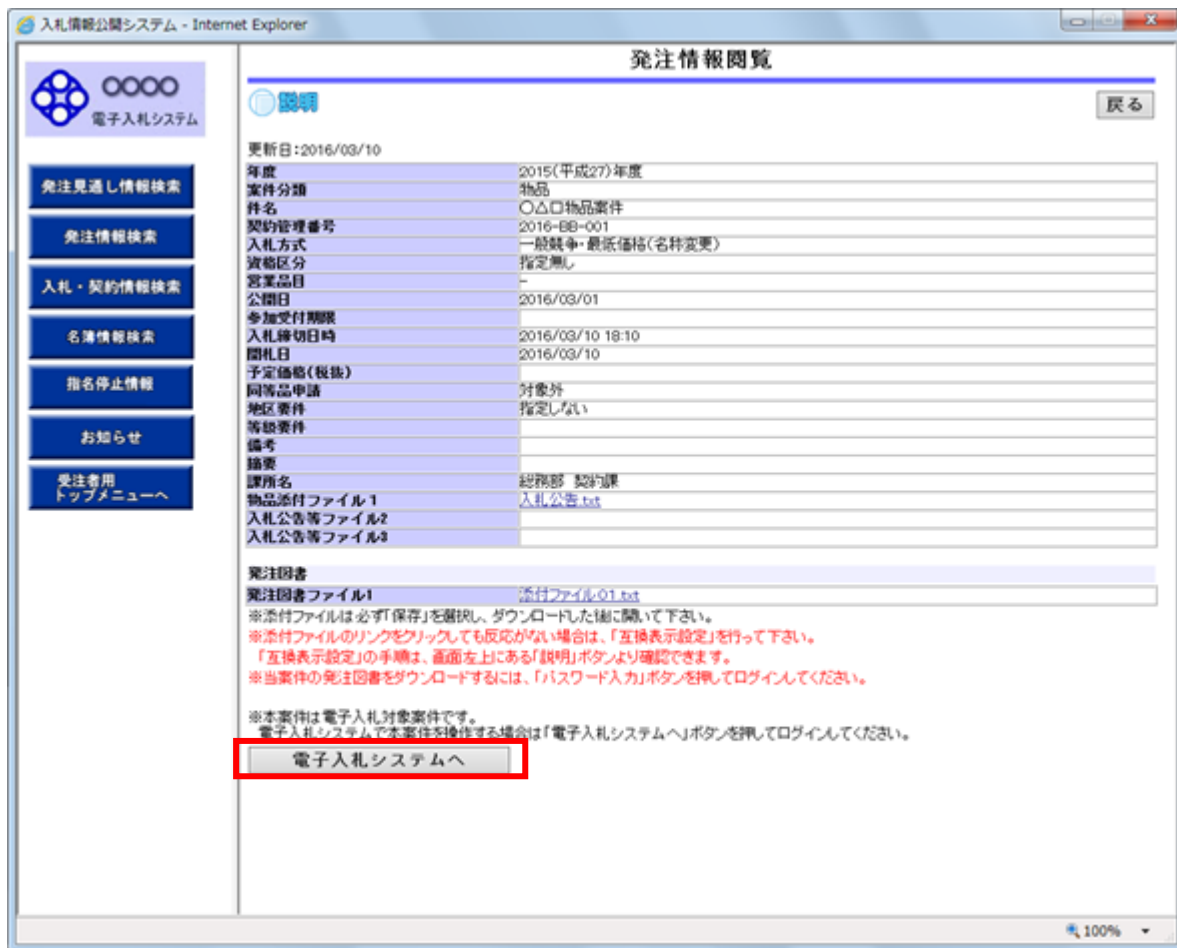 入札情報公開システム - Internet Explorer
発注情報閲覧
○○○○
電子入札システム
説明
戻る
更新日:2016/03/10
発注見通し情報検索
発注情報検索
入札・契約情報検索
名簿情報検索
指名停止情報
お知らせ
受注者用
トップメニューへ
年度 2015(平成27)年度
案件分類 物品
件名 ○△□物品案件
契約管理番号 2016-BB-001
入札方式 一般競争・最低価格(名称変更)
資格区分 指定無し
営業品目 -
公開日 2016/03/01
参加受付期限
入札締切日時 2016/03/10 18:10
開札日 2016/03/10
予定価格(税抜)
同等品申請 対象外
地区要件 指定しない
等級要件
備考
摘要
課所名 総務部 契約課
物品添付ファイル1 入札公告.txt
入札公告等ファイル2
入札公告等ファイル3
発注図書
発注図書ファイル1 添付ファイル01.txt
※添付ファイルは必ず「保存」を選択し、ダウンロードした後に開いて下さい。
※添付ファイルのリンクをクリックしても反応がない場合は、「互換表示設定」を行って下さい。
「互換表示設定」の手順は、画面左上にある「説明」ボタンより確認できます。
※当案件の発注図書をダウンロードするには、「パスワード入力」ボタンを押してログインしてください。
※本案件は電子入札対象案件です。
電子入札システムで本案件を操作する場合は「電子入札システムへ」ボタンを押してログインしてください。
電子入札システムへ
100%